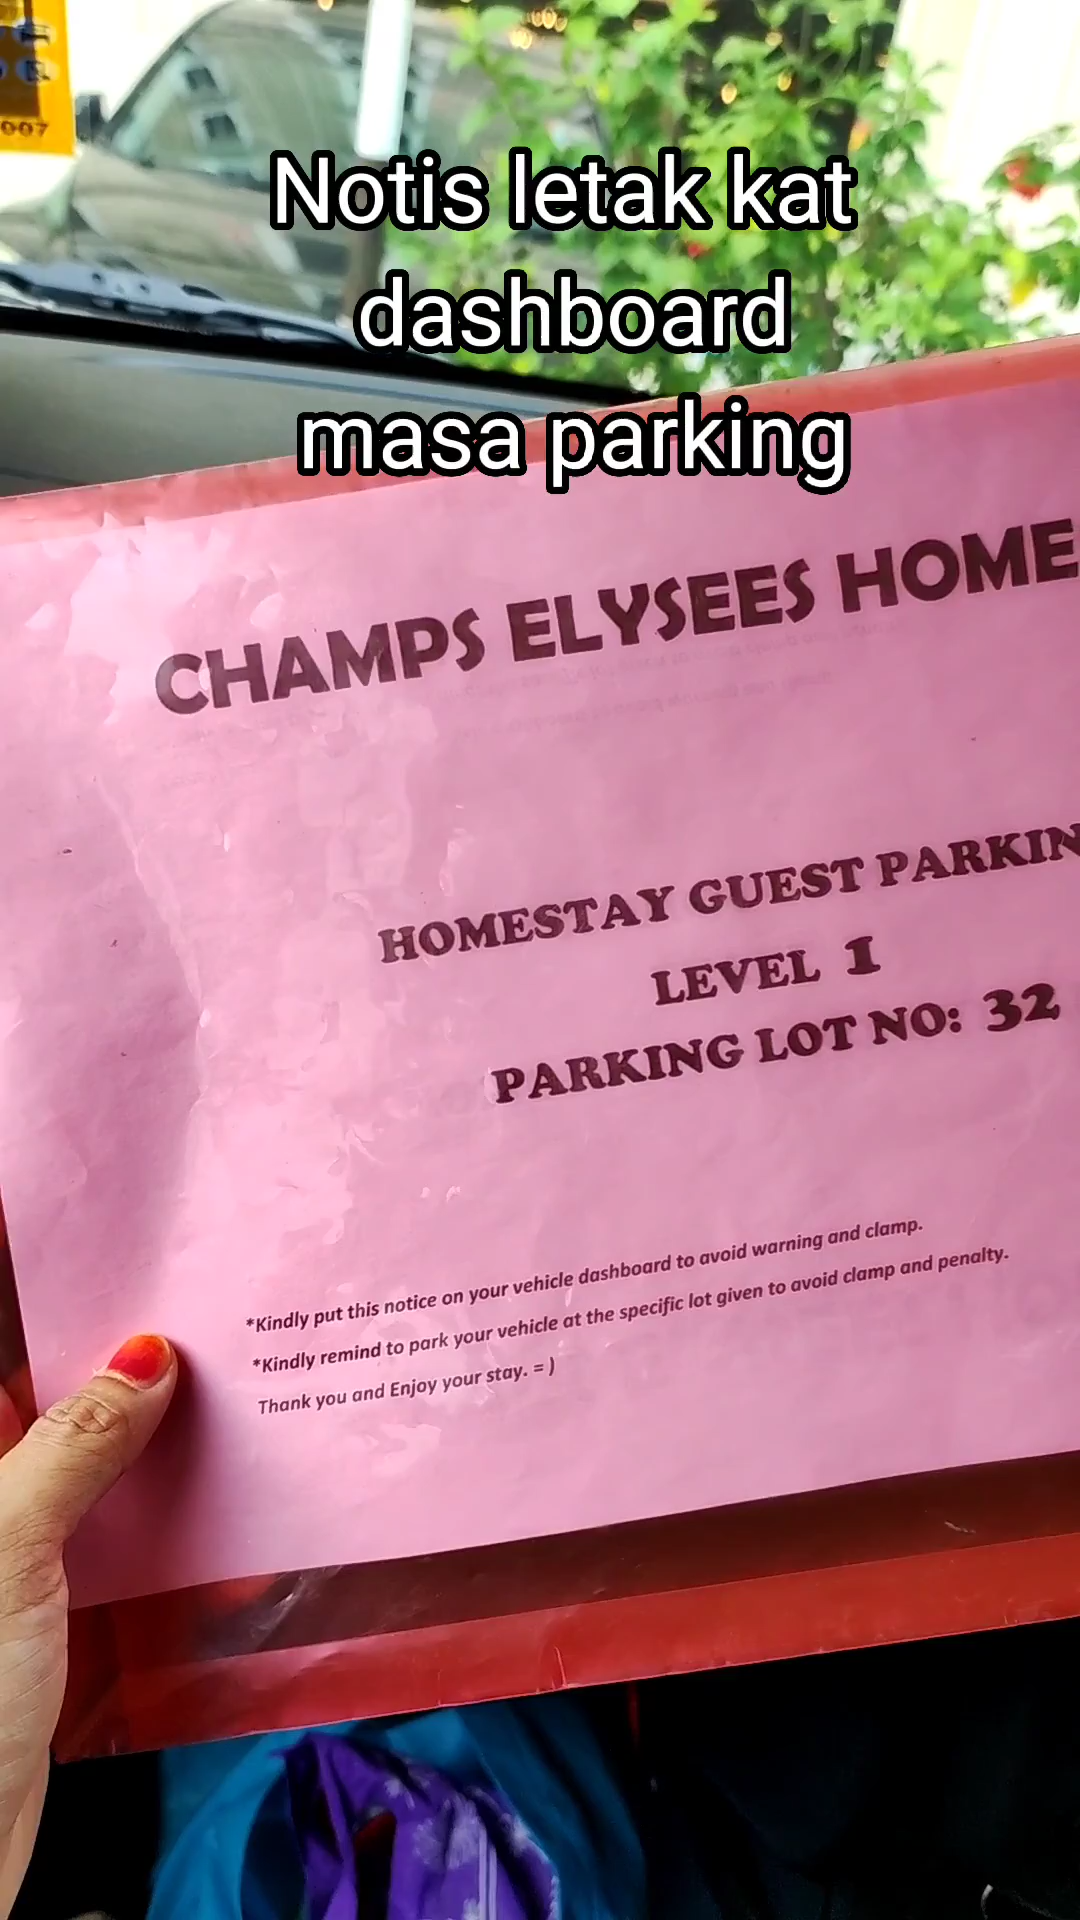 007
Notis letak kat
dashboard
masa parking
CHAMPS ELYSEES HOME
HOMESTAY GUEST PARKIN
LEVEL 1
PARKING LOT NO: 32
*Kindly put this notice on your vehicle dashboard to avoid warning and clamp.
*Kindly remind to park your vehicle at the specific lot given to avoid clamp and penalty.
Thank you and Enjoy your stay. = )